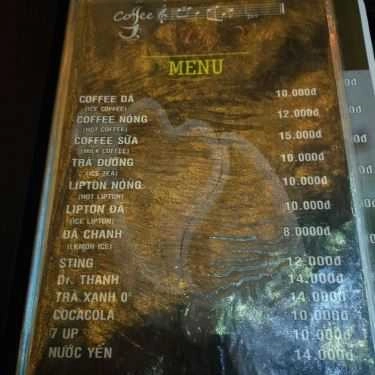 Coffee
MENU
COFFEE ĐÁ 10.000đ
(ICE COFFEE)
COFFEE NÓNG 12.000đ
(HOT COFFEE)
COFFEE SỮA 15.000đ
(MILK COFFEE)
TRÀ ĐƯỜNG 10.000đ
(ICE TEA)
LIPTON NÓNG 10.000đ
(HOT LIPTON)
LIPTON ĐÁ 10.000đ
(ICE LIPTON)
ĐÁ CHANH 8.0000đ
(LEMON ICE)
STING 12.000đ
Dr. THANH 14.000đ
TRÀ XANH 0° 14.000đ
COCACOLA 10.000đ
7 UP 10.000đ
NƯỚC YẾN 14.000đ